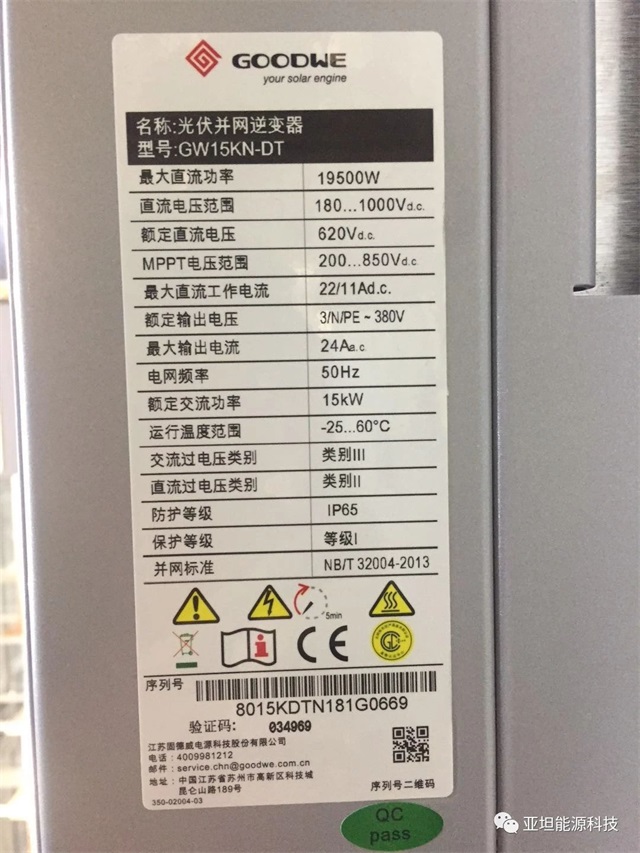 GOODWE
your solar engine
名称:光伏并网逆变器
型号:GW15KN-DT
最大直流功率 19500W
直流电压范围 180...1000Vd.c.
额定直流电压 620Vd.c.
MPPT电压范围 200...850Vd.c.
最大直流工作电流 22/11Ad.c.
额定输出电压 3/N/PE~380V
最大输出电流 24Aa.c
电网频率 50Hz
额定交流功率 15kW
运行温度范围 -25...60°C
交流过电压类别 类别III
直流过电压类别 类别II
防护等级 IP65
保护等级 等级I
并网标准 NB/T 32004-2013
5min
CE
序列号
8015KDTN181G0669
验证码: 034969
江苏固德威电源科技股份有限公司
电话:4009981212
邮件:service.chn@goodwe.com.cn
地址:中国江苏省苏州市高新区科技城
昆仑山路189号
序列号二维码
350-02004-03
QC
pass
亚坦能源科技